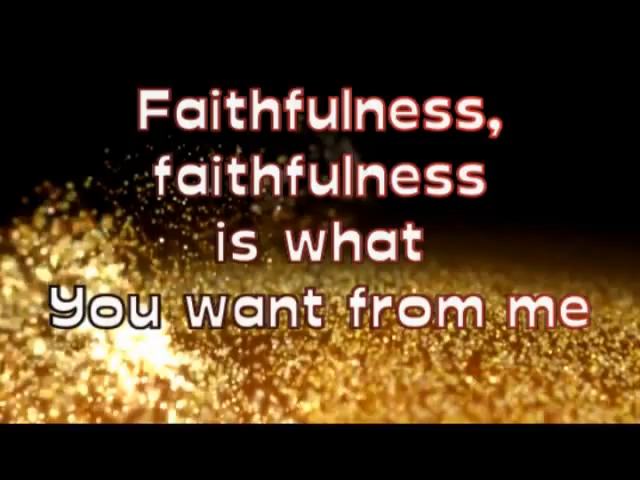 Faithfulness,
faithfulness
is what
You want from me